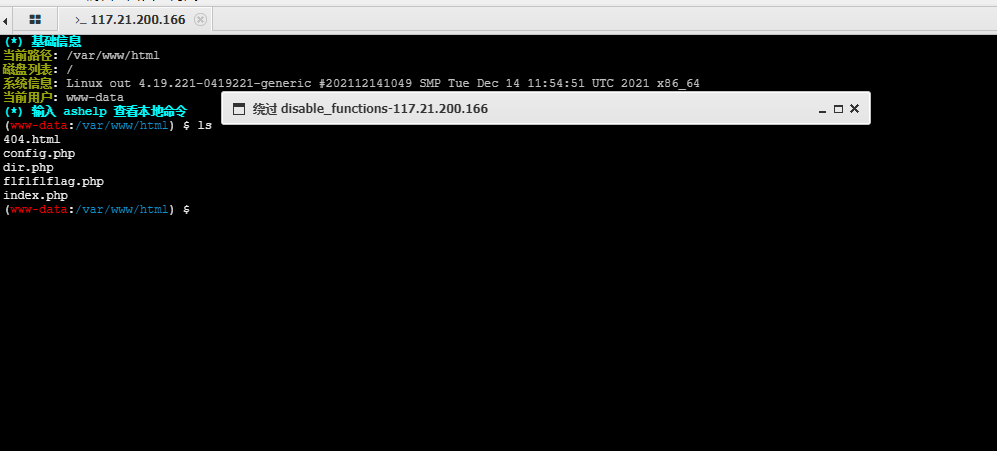 >_ 117.21.200.166
(*) 基础信息
当前路径: /var/www/html
磁盘列表: /
系统信息: Linux out 4.19.221-0419221-generic #202112141049 SMP Tue Dec 14 11:54:51 UTC 2021 x86_64
当前用户: www-data
绕过 disable_functions-117.21.200.166
(*) 输入 ashelp 查看本地命令
(www-data:/var/www/html) $ ls
404.html
config.php
dir.php
flflflflag.php
index.php
(www-data:/var/www/html) $